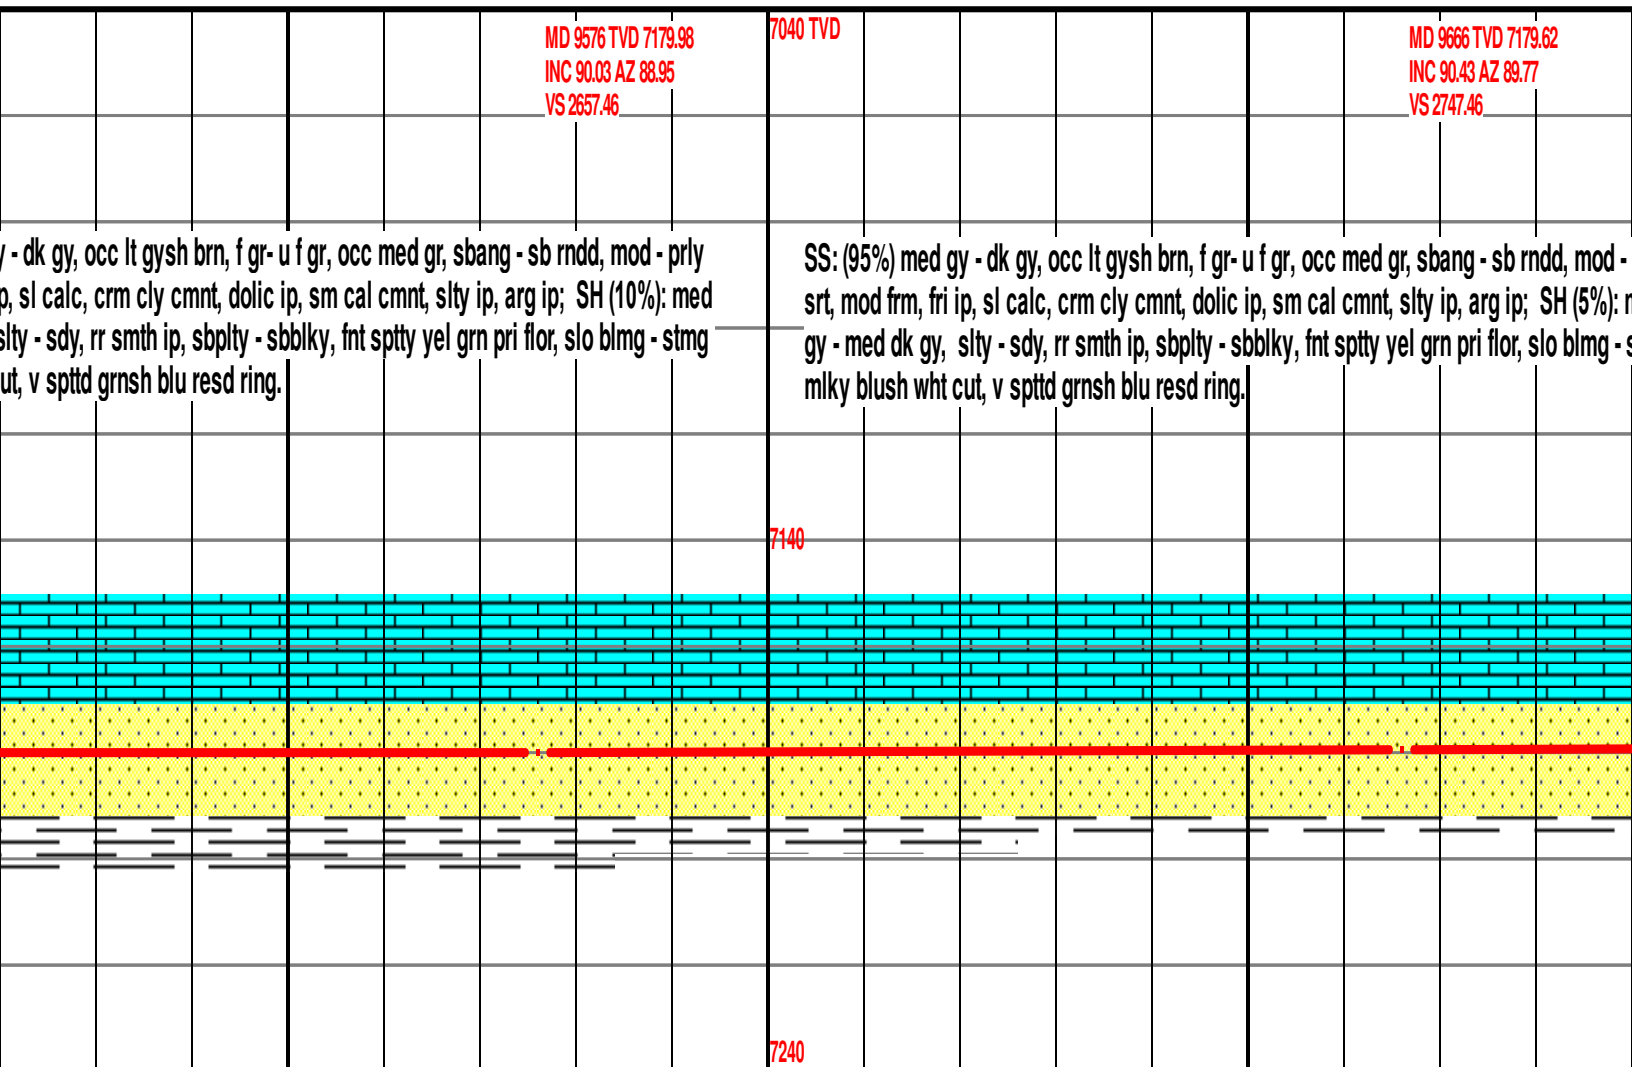 MD 9576 TVD 7179.98
INC 90.03 AZ 88.95
VS 2657.46
7040 TVD
MD 9666 TVD 7179.62
INC 90.43 AZ 89.77
VS 2747.46
- dk gy, occ lt gysh brn, f gr- u f gr, occ med gr, sbang - sb rndd, mod - prly
sl calc, crm cly cmnt, dolic ip, sm cal cmnt, slty ip, arg ip; SH (10%): med
slty - sdy, rr smth ip, sbplty - sbblky, fnt sptty yel grn pri flor, slo blmg - stmg
v spttd grnsh blu resd ring.
SS: (95%) med gy - dk gy, occ lt gysh brn, f gr- u f gr, occ med gr, sbang - sb rndd, mod -
srt, mod frm, fri ip, sl calc, crm cly cmnt, dolic ip, sm cal cmnt, slty ip, arg ip; SH (5%):
gy - med dk gy, slty - sdy, rr smth ip, sbplty - sbblky, fnt sptty yel grn pri flor, slo blmg -
mlky blush wht cut, v spttd grnsh blu resd ring.
7140
7240